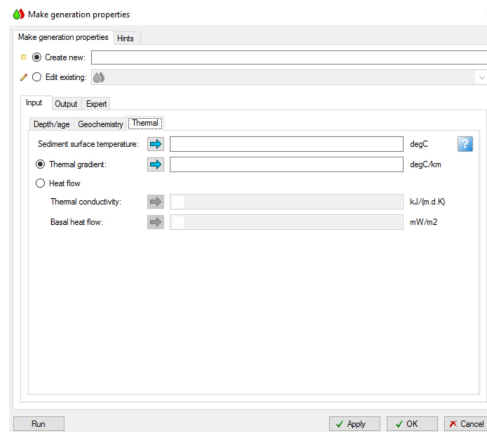 Make generation properties
Make generation properties Hints
Create new:
Edit existing:
Input Output Expert
Depth/age Geochemistry Thermal
Sediment surface temperature: degC ?
Thermal gradient: degC/km
Heat flow
Thermal conductivity: kJ/(m.d.K)
Basal heat flow: mW/m2
Run Apply OK Cancel